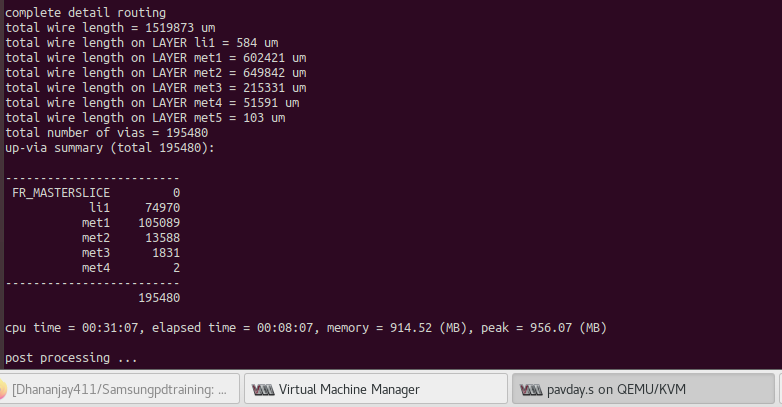 complete detail routing
total wire length = 1519873 um
total wire length on LAYER li1 = 584 um
total wire length on LAYER met1 = 602421 um
total wire length on LAYER met2 = 649842 um
total wire length on LAYER met3 = 215331 um
total wire length on LAYER met4 = 51591 um
total wire length on LAYER met5 = 103 um
total number of vias = 195480
up-via summary (total 195480):
------------------------
FR_MASTERSLICE 0
li1 74970
met1 105089
met2 13588
met3 1831
met4 2
------------------------
195480
cpu time = 00:31:07, elapsed time = 00:08:07, memory = 914.52 (MB), peak = 956.07 (MB)
post processing ...
[Dhananjay411/Samsungpdtraining: ... Virtual Machine Manager pavday.s on QEMU/KVM